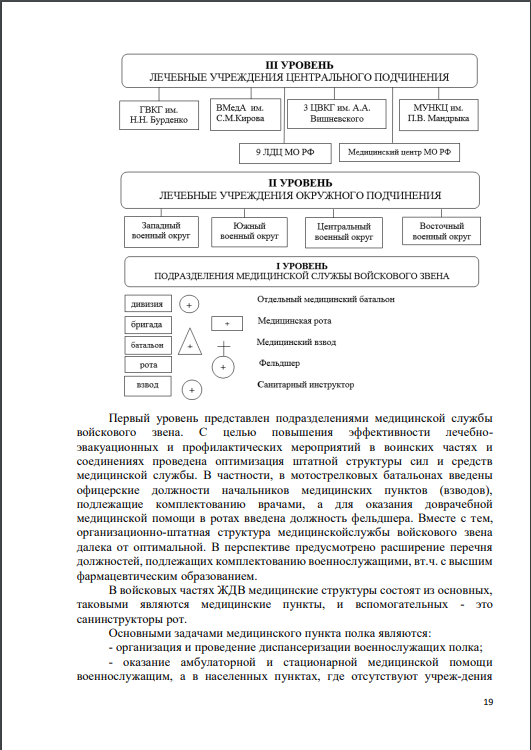 III УРОВЕНЬ
ЛЕЧЕБНЫЕ УЧРЕЖДЕНИЯ ЦЕНТРАЛЬНОГО ПОДЧИНЕНИЯ
ГВКГ им.
Н.Н. Бурденко
ВМедА им.
С.М.Кирова
3 ЦВКГ им. А.А.
Вишневского
МУНКЦ им.
П.В. Мандрыка
9 ЛДЦ МО РФ
Медицинский центр МО РФ
II УРОВЕНЬ
ЛЕЧЕБНЫЕ УЧРЕЖДЕНИЯ ОКРУЖНОГО ПОДЧИНЕНИЯ
Западный
военный округ
Южный
военный округ
Центральный
военный округ
Восточный
военный округ
I УРОВЕНЬ
ПОДРАЗДЕЛЕНИЯ МЕДИЦИНСКОЙ СЛУЖБЫ ВОЙСКОВОГО ЗВЕНА
дивизия + Отдельный медицинский батальон
бригада + Медицинская рота
батальон + Медицинский взвод
рота + Фельдшер
взвод + Санитарный инструктор
Первый уровень представлен подразделениями медицинской службы
войскового звена. С целью повышения эффективности лечебно-
эвакуационных и профилактических мероприятий в воинских частях и
соединениях проведена оптимизация штатной структуры сил и средств
медицинской службы. В частности, в мотострелковых батальонах введены
офицерские должности начальников медицинских пунктов (взводов),
подлежащие комплектованию врачами, а для оказания доврачебной
медицинской помощи в ротах введена должность фельдшера. Вместе с тем,
организационно-штатная структура медицинскойслужбы войскового звена
далека от оптимальной. В перспективе предусмотрено расширение перечня
должностей, подлежащих комплектованию военнослужащими, вт.ч. с высшим
фармацевтическим образованием.
В войсковых частях ЖДВ медицинские структуры состоят из основных,
таковыми являются медицинские пункты, и вспомогательных - это
санинструкторы рот.
Основными задачами медицинского пункта полка являются:
- организация и проведение диспансеризации военнослужащих полка;
- оказание амбулаторной и стационарной медицинской помощи
военнослужащим, а в населенных пунктах, где отсутствуют учреж-дения
19